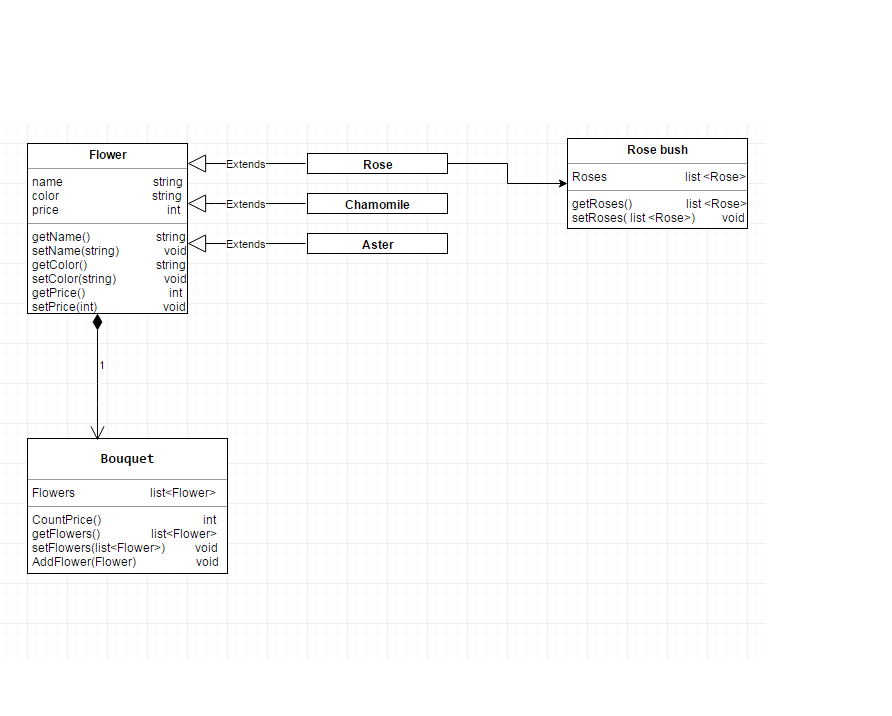 Flower
name string
color string
price int
getName() string
setName(string) void
getColor() string
setColor(string) void
getPrice() int
setPrice(int) void
Extends
Rose
Extends
Chamomile
Extends
Aster
Rose bush
Roses list <Rose>
getRoses() list <Rose>
setRoses( list <Rose>) void
1
Bouquet
Flowers list<Flower>
CountPrice() int
getFlowers() list<Flower>
setFlowers(list<Flower>) void
AddFlower(Flower) void